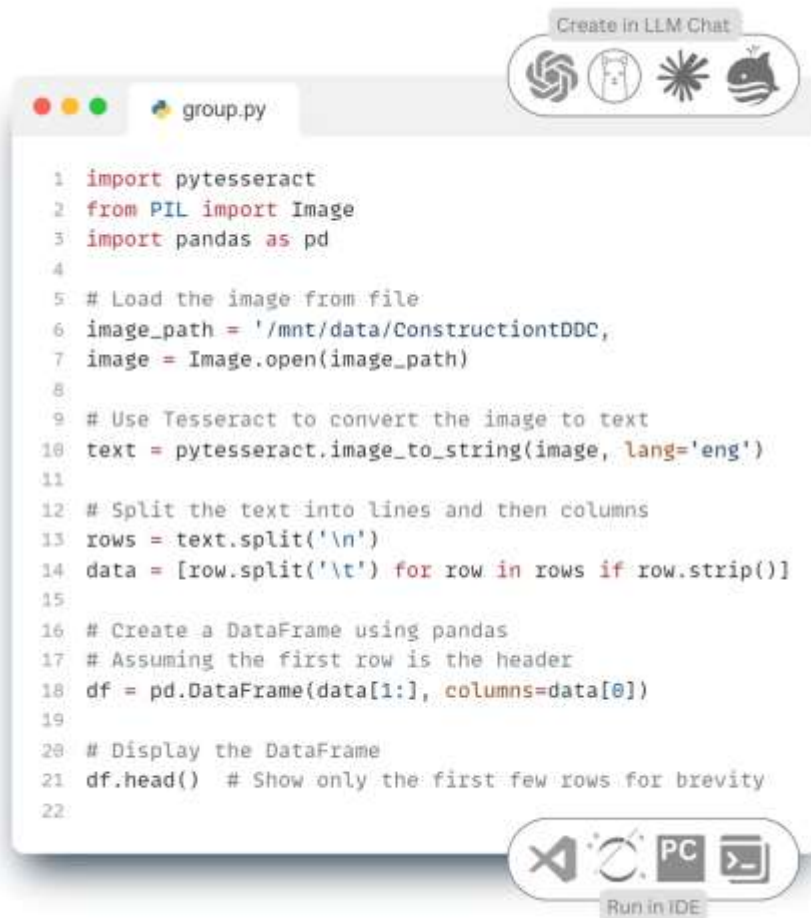 Create in LLM Chat
group.py
1 import pytesseract
2 from PIL import Image
3 import pandas as pd
4
5 # Load the image from file
6 image_path = '/mnt/data/ConstructiontDDC,
7 image = Image.open(image_path)
8
9 # Use Tesseract to convert the image to text
10 text = pytesseract.image_to_string(image, lang='eng')
11
12 # Split the text into lines and then columns
13 rows = text.split('\n')
14 data = [row.split('\t') for row in rows if row.strip()]
15
16 # Create a DataFrame using pandas
17 # Assuming the first row is the header
18 df = pd.DataFrame(data[1:], columns=data[0])
19
20 # Display the DataFrame
21 df.head()  # Show only the first few rows for brevity
22
PC
Run in IDE